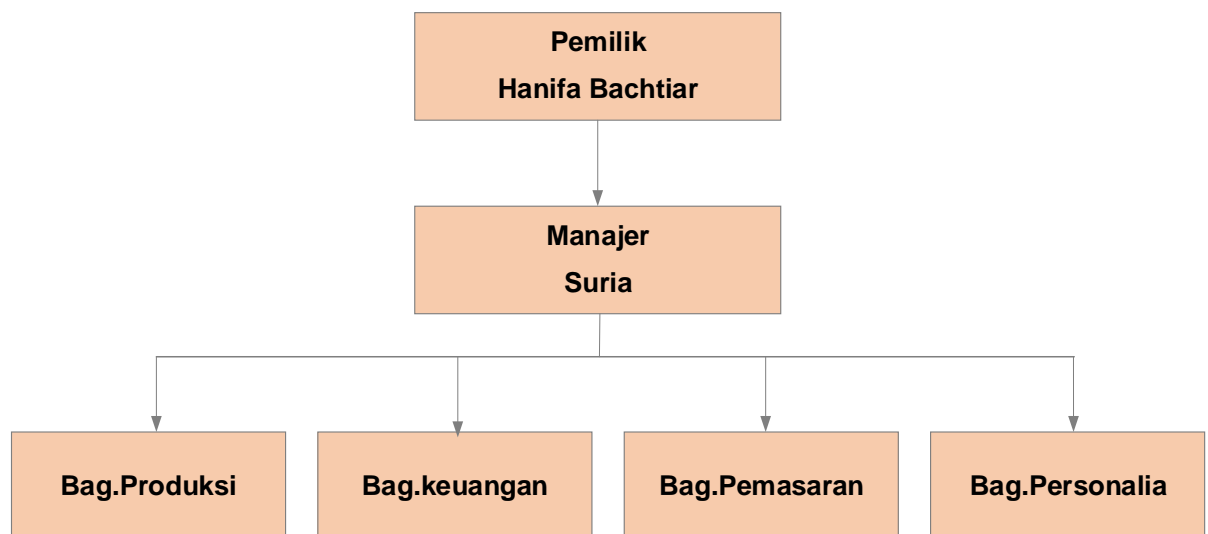 Pemilik
Hanifa Bachtiar
Manajer
Suria
Bag.Produksi
Bag.keuangan
Bag.Pemasaran
Bag.Personalia